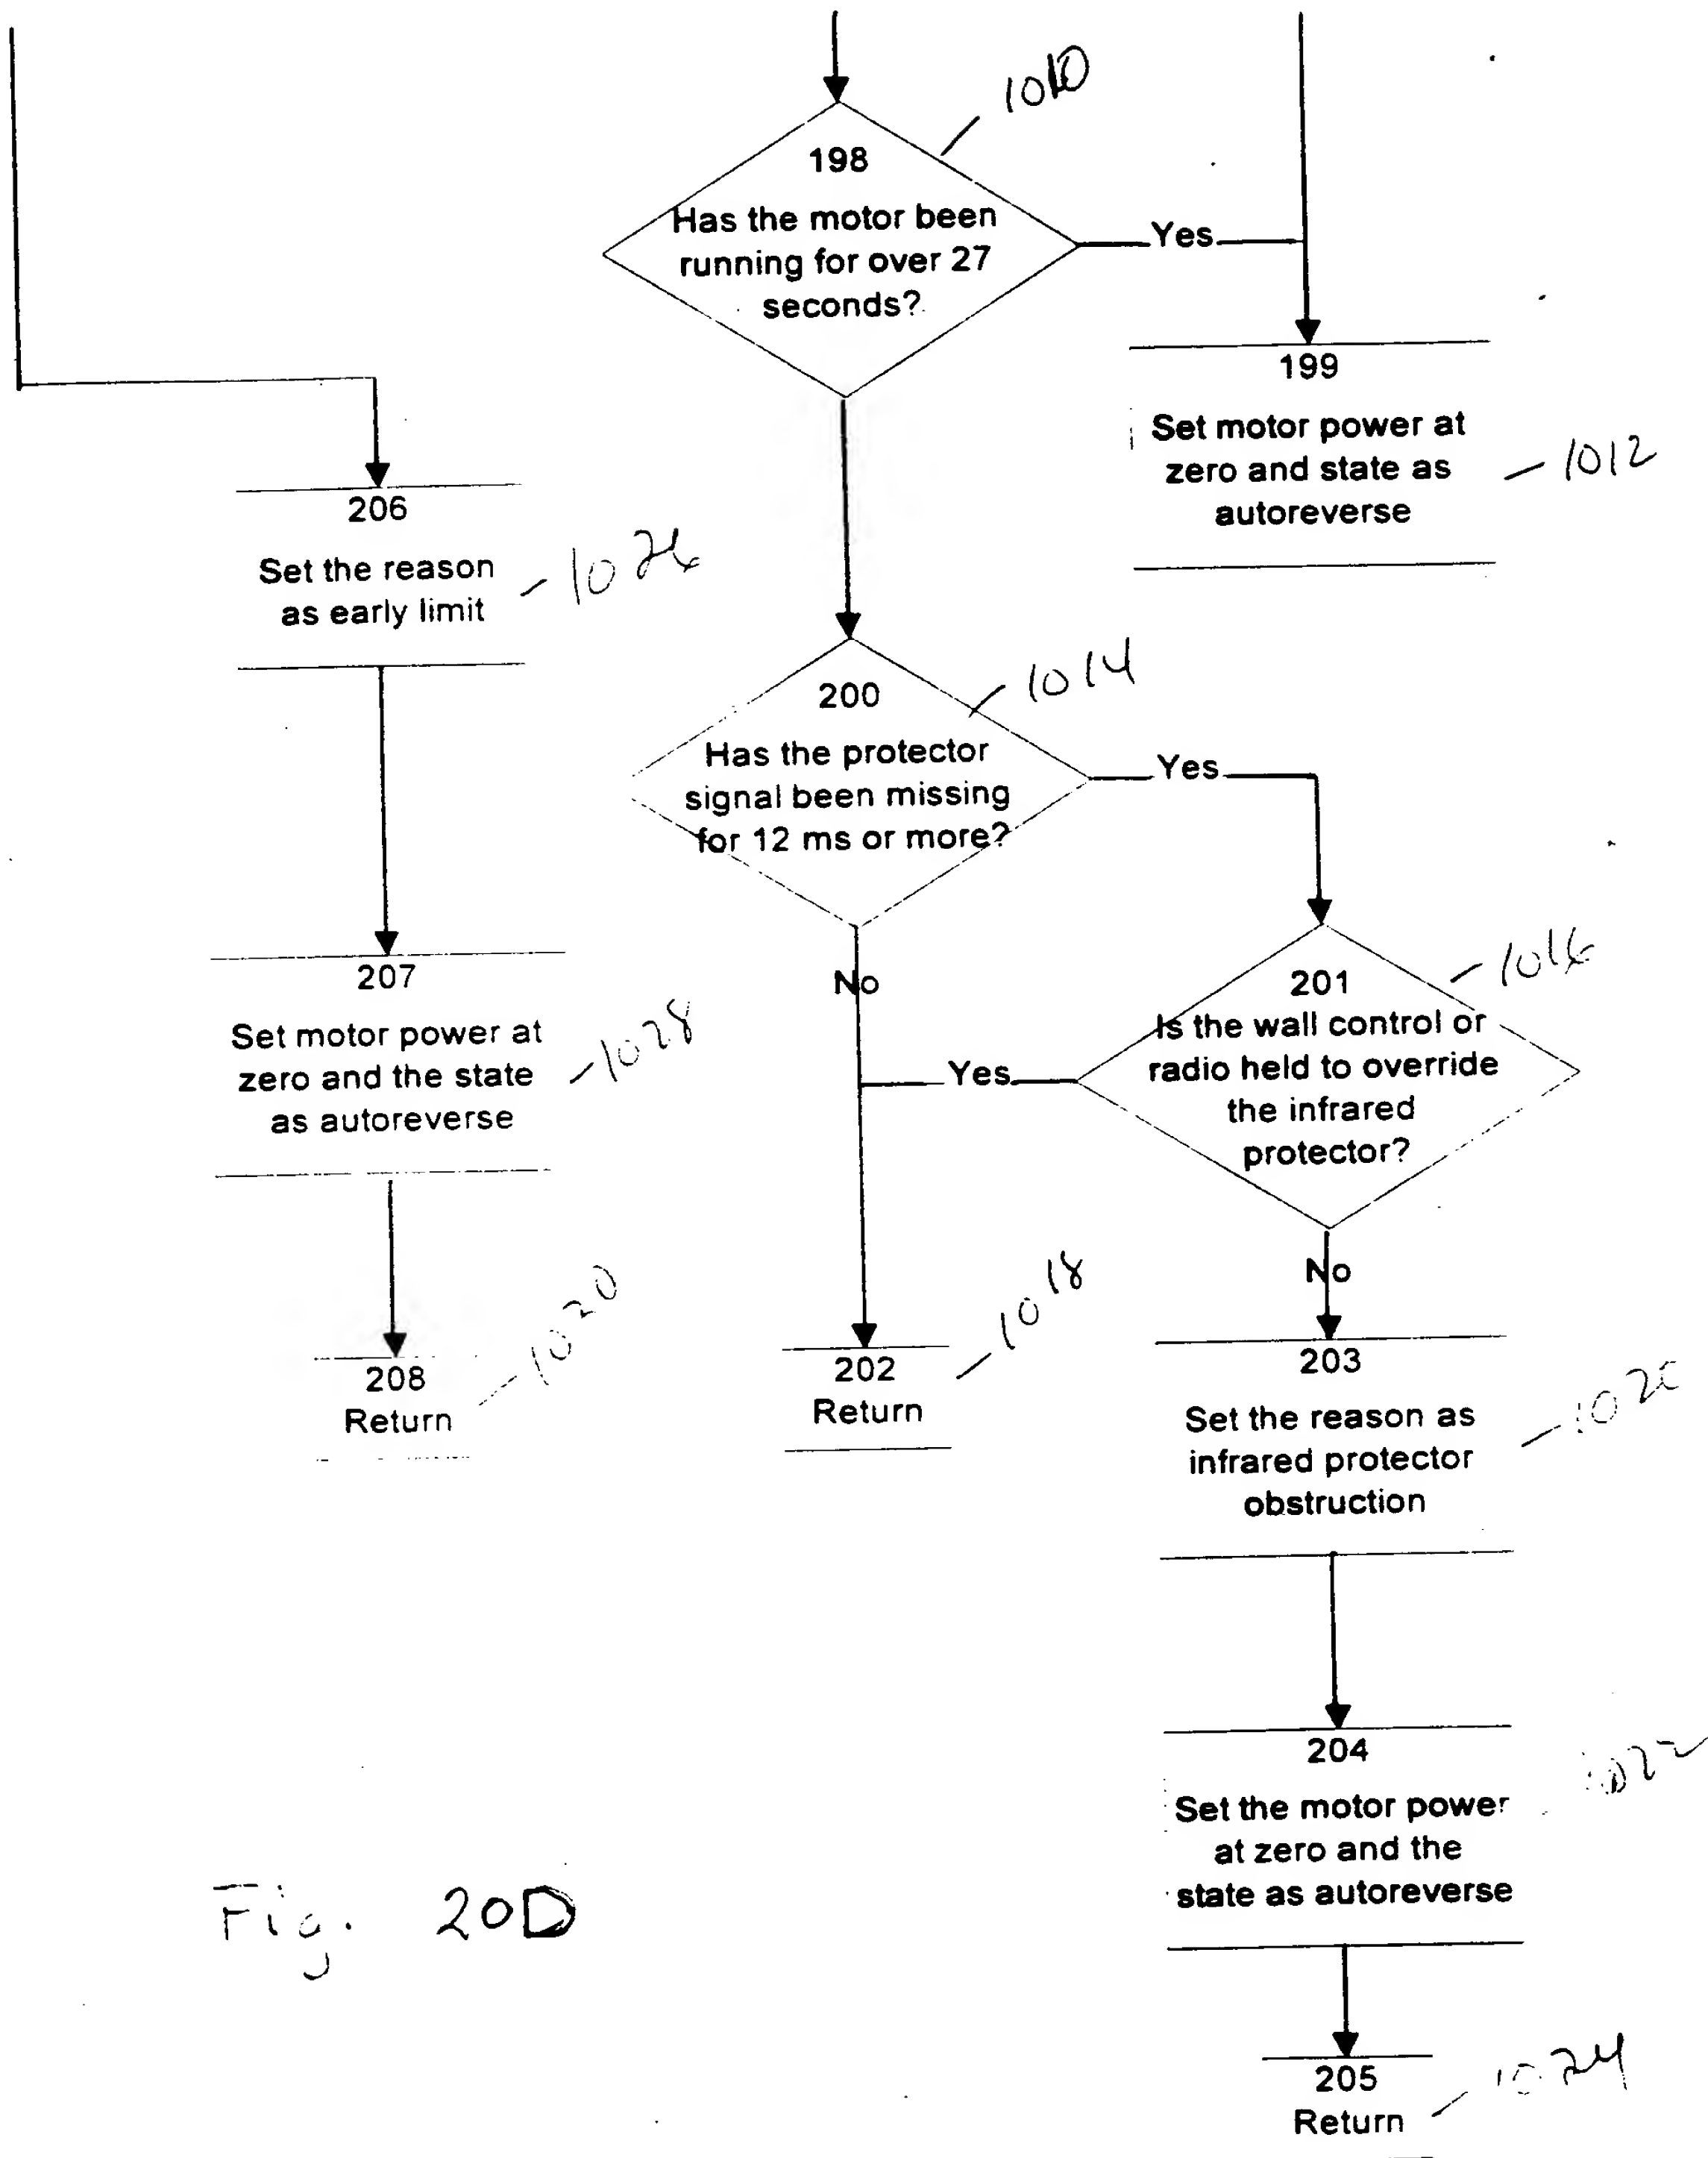 1010
198
Has the motor been
running for over 27
seconds?
Yes
199
Set motor power at
zero and state as
autoreverse
1012
206
Set the reason
as early limit
1026
200
Has the protector
signal been missing
for 12 ms or more?
1014
Yes
No
207
Set motor power at
zero and the state
as autoreverse
1028
201
Is the wall control or
radio held to override
the infrared
protector?
1016
Yes
No
208
Return
1020
202
Return
1018
203
Set the reason as
infrared protector
obstruction
1020
204
Set the motor power
at zero and the
state as autoreverse
1022
Fig. 20D
205
Return
1024